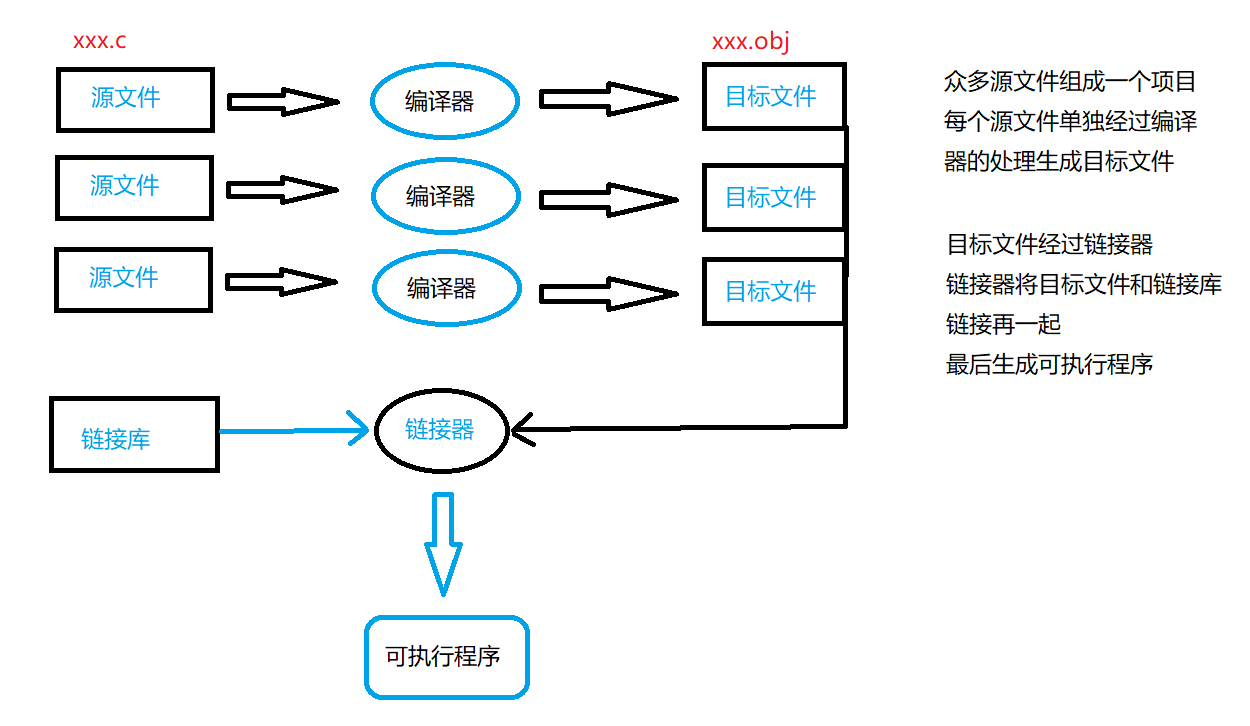 xxx.c
xxx.obj
源文件
编译器
目标文件
源文件
编译器
目标文件
源文件
编译器
目标文件
链接库
链接器
可执行程序
众多源文件组成一个项目
每个源文件单独经过编译
器的处理生成目标文件
目标文件经过链接器
链接器将目标文件和链接库
链接再一起
最后生成可执行程序